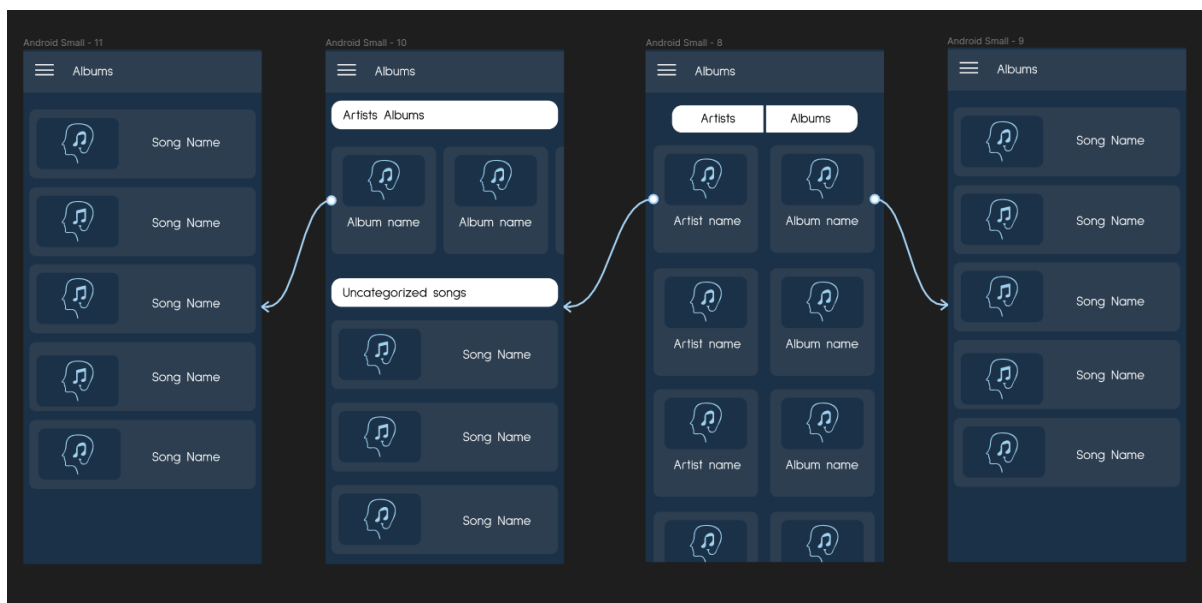 Android Small - 11
Albums
Song Name
Song Name
Song Name
Song Name
Song Name
Android Small - 10
Albums
Artists Albums
Album name
Album name
Uncategorized songs
Song Name
Song Name
Song Name
Android Small - 8
Albums
Artists
Albums
Artist name
Album name
Artist name
Album name
Artist name
Album name
Android Small - 9
Albums
Song Name
Song Name
Song Name
Song Name
Song Name